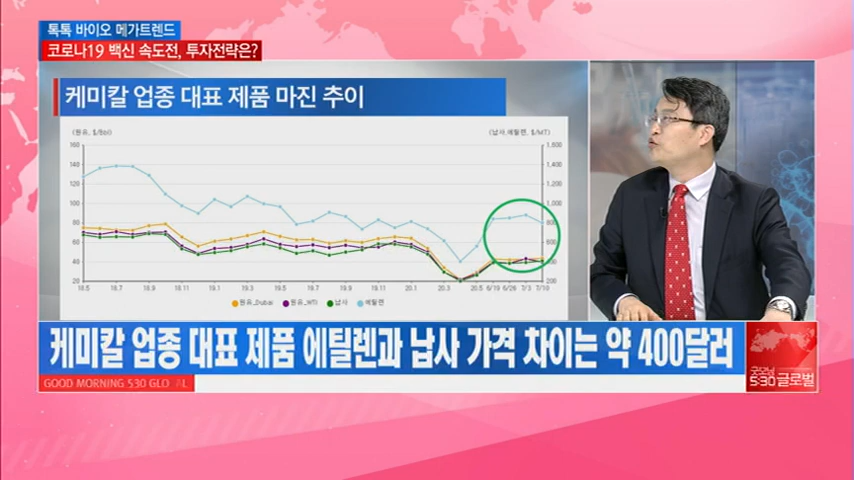 톡톡 바이오 메가트렌드
코로나19 백신 속도전, 투자전략은?
케미칼 업종 대표 제품 마진 추이
(원유, $/Bbl)
(납사,에틸렌, $/MT)
160
140
120
100
80
60
40
20
1,600
1,400
1,200
1,000
800
600
400
200
18.5
18.7
18.9
18.11
19.1
19.3
19.5
19.7
19.9
19.11
20.1
20.3
20.5
6/19
6/26
7/3
7/10
원유_Dubai
원유_WTI
납사
에틸렌
케미칼 업종 대표 제품 에틸렌과 납사 가격 차이는 약 400달러
GOOD MORNING 530 GLO AL
굿모닝
5:30 글로벌